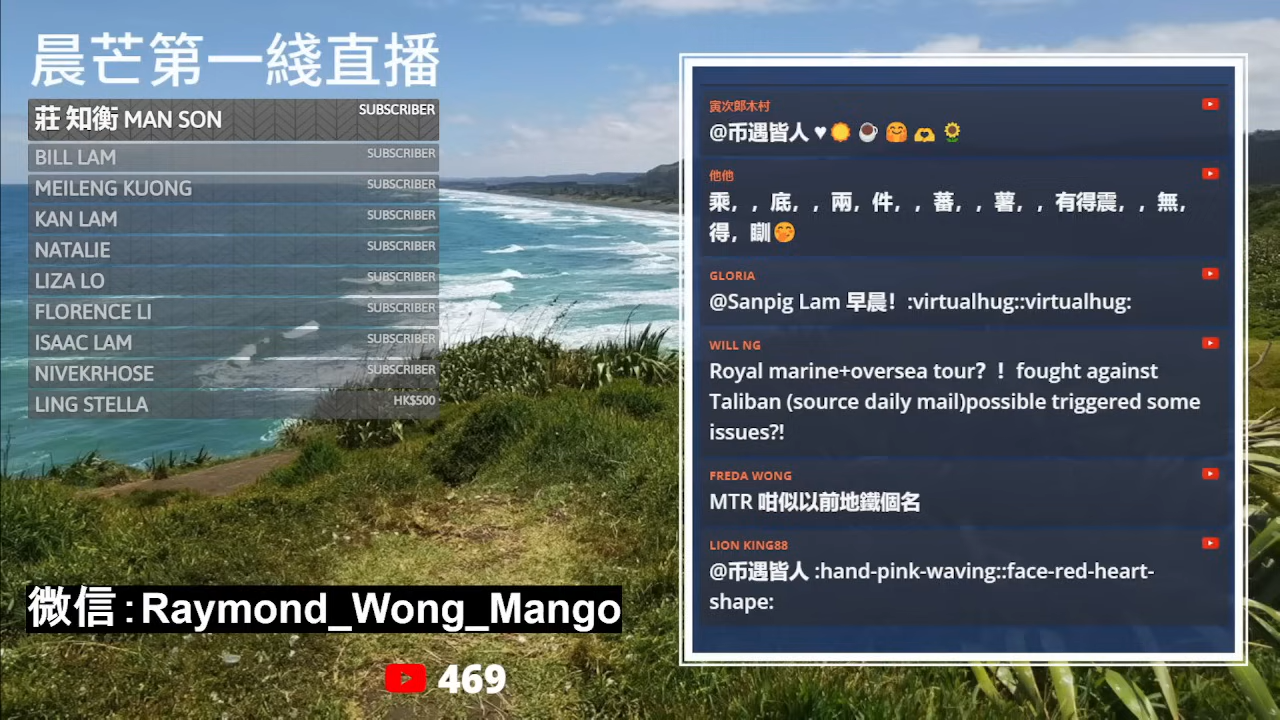 晨芒第一綫直播
莊 知衡 MAN SON SUBSCRIBER
BILL LAM SUBSCRIBER
MEILENG KUONG SUBSCRIBER
KAN LAM SUBSCRIBER
NATALIE SUBSCRIBER
LIZA LO SUBSCRIBER
FLORENCE LI SUBSCRIBER
ISAAC LAM SUBSCRIBER
NIVEKRHOSE SUBSCRIBER
LING STELLA HK$500
微信:Raymond_Wong_Mango
469
寅次郎木村
@币遇皆人 ♥🌞☕🤗🫶🌻
他他
乘，，底，，兩，件，，蕃，，薯，，有得震，，無，
得，瞓🤭
GLORIA
@Sanpig Lam 早晨！:virtualhug::virtualhug:
WILL NG
Royal marine+oversea tour?！fought against
Taliban (source daily mail)possible triggered some
issues?!
FREDA WONG
MTR 咁似以前地鐵個名
LION KING88
@币遇皆人 :hand-pink-waving::face-red-heart-
shape: